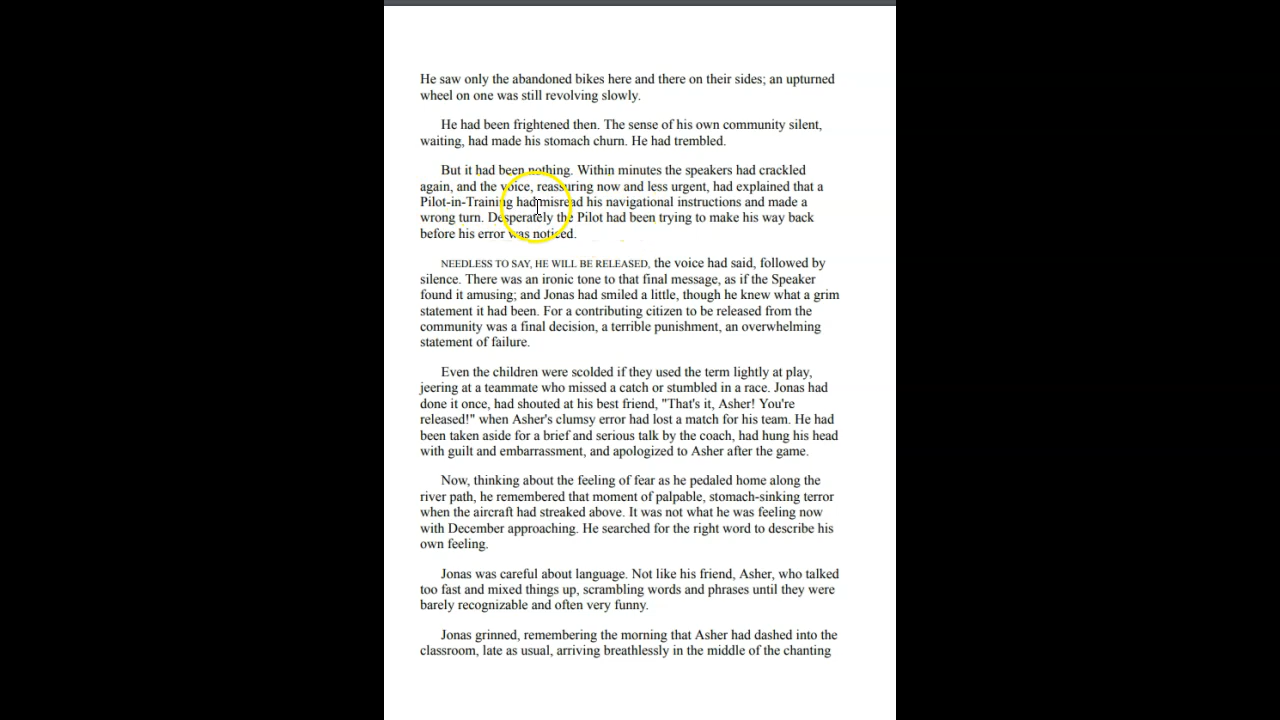 He saw only the abandoned bikes here and there on their sides; an upturned
wheel on one was still revolving slowly.
He had been frightened then. The sense of his own community silent,
waiting, had made his stomach churn. He had trembled.
But it had been nothing. Within minutes the speakers had crackled
again, and the voice, reassuring now and less urgent, had explained that a
Pilot-in-Training had misread his navigational instructions and made a
wrong turn. Desperately the Pilot had been trying to make his way back
before his error was noticed.
NEEDLESS TO SAY, HE WILL BE RELEASED, the voice had said, followed by
silence. There was an ironic tone to that final message, as if the Speaker
found it amusing; and Jonas had smiled a little, though he knew what a grim
statement it had been. For a contributing citizen to be released from the
community was a final decision, a terrible punishment, an overwhelming
statement of failure.
Even the children were scolded if they used the term lightly at play,
jeering at a teammate who missed a catch or stumbled in a race. Jonas had
done it once, had shouted at his best friend, "That's it, Asher! You're
released!" when Asher's clumsy error had lost a match for his team. He had
been taken aside for a brief and serious talk by the coach, had hung his head
with guilt and embarrassment, and apologized to Asher after the game.
Now, thinking about the feeling of fear as he pedaled home along the
river path, he remembered that moment of palpable, stomach-sinking terror
when the aircraft had streaked above. It was not what he was feeling now
with December approaching. He searched for the right word to describe his
own feeling.
Jonas was careful about language. Not like his friend, Asher, who talked
too fast and mixed things up, scrambling words and phrases until they were
barely recognizable and often very funny.
Jonas grinned, remembering the morning that Asher had dashed into the
classroom, late as usual, arriving breathlessly in the middle of the chanting